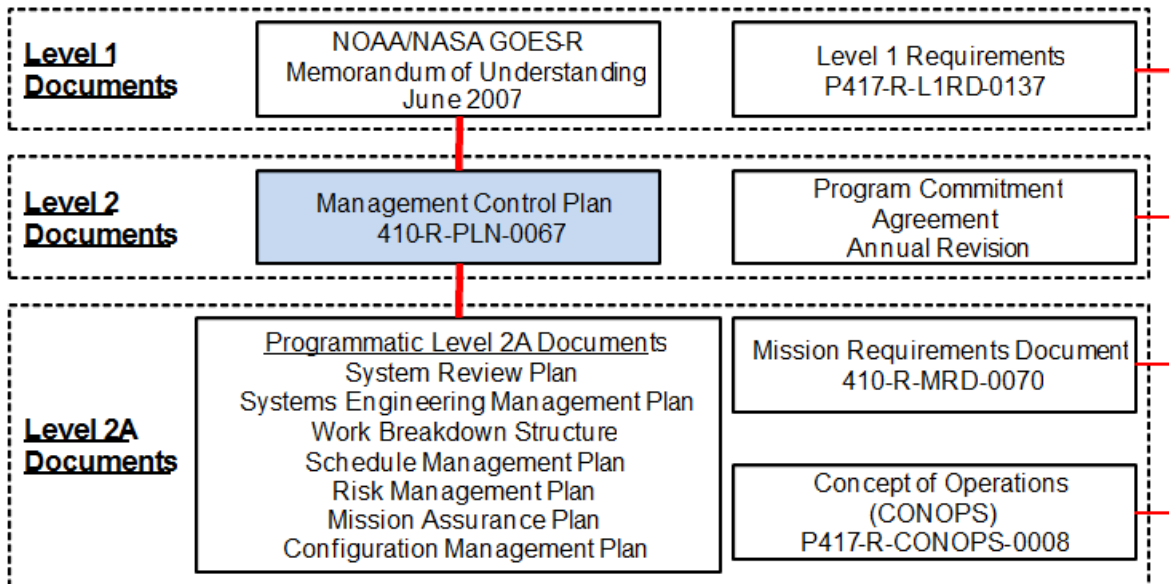 Level 1
Documents
NOAA/NASA GOES-R
Memorandum of Understanding
June 2007
Level 1 Requirements
P417-R-L1RD-0137
Level 2
Documents
Management Control Plan
410-R-PLN-0067
Program Commitment
Agreement
Annual Revision
Level 2A
Documents
Programmatic Level 2A Documents
System Review Plan
Systems Engineering Management Plan
Work Breakdown Structure
Schedule Management Plan
Risk Management Plan
Mission Assurance Plan
Configuration Management Plan
Mission Requirements Document
410-R-MRD-0070
Concept of Operations
(CONOPS)
P417-R-CONOPS-0008